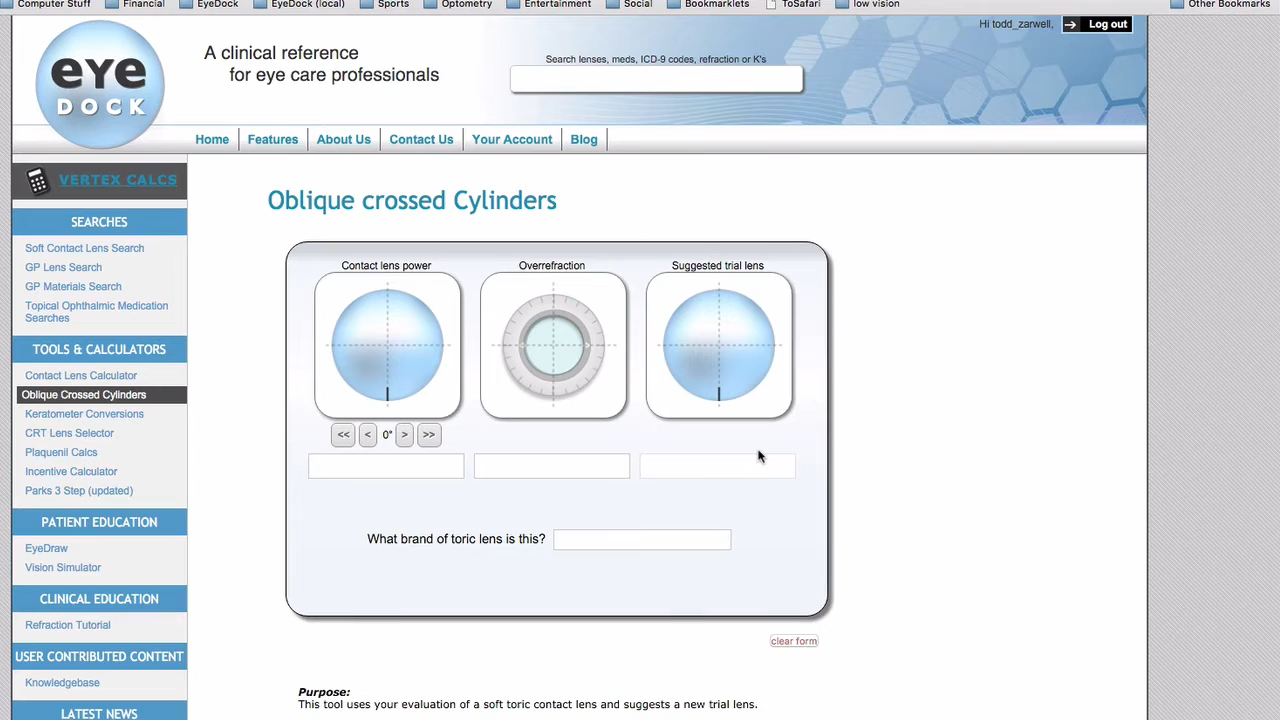 Computer Stuff
Financial
EyeDock
EyeDock (local)
Sports
Optometry
Entertainment
Social
Bookmarklets
ToSafari
low vision
Other Bookmarks
eye
DOCK
A clinical reference
for eye care professionals
Search lenses, meds, ICD-9 codes, refraction or K's
Hi todd_zarwell,
Log out
Home
Features
About Us
Contact Us
Your Account
Blog
VERTEX CALCS
SEARCHES
Soft Contact Lens Search
GP Lens Search
GP Materials Search
Topical Ophthalmic Medication
Searches
TOOLS & CALCULATORS
Contact Lens Calculator
Oblique Crossed Cylinders
Keratometer Conversions
CRT Lens Selector
Plaquenil Calcs
Incentive Calculator
Parks 3 Step (updated)
PATIENT EDUCATION
EyeDraw
Vision Simulator
CLINICAL EDUCATION
Refraction Tutorial
USER CONTRIBUTED CONTENT
Knowledgebase
LATEST NEWS
Oblique crossed Cylinders
Contact lens power
Overrefraction
Suggested trial lens
<< < 0° > >>
What brand of toric lens is this?
clear form
Purpose:
This tool uses your evaluation of a soft toric contact lens and suggests a new trial lens.